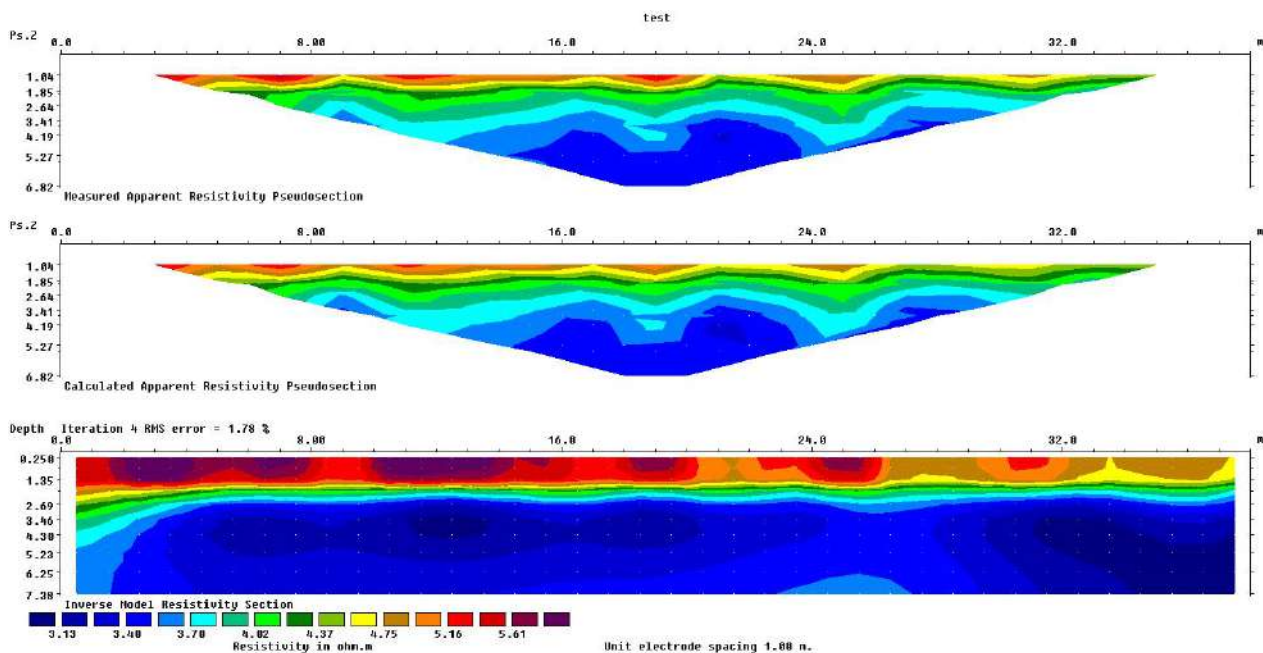 test
Ps.Z 0.0 8.00 16.0 24.0 32.0 m
1.04
1.85
2.64
3.41
4.19
5.27
6.82
Measured Apparent Resistivity Pseudosection
Ps.Z 0.0 8.00 16.0 24.0 32.0 m
1.04
1.85
2.64
3.41
4.19
5.27
6.82
Calculated Apparent Resistivity Pseudosection
Depth Iteration 4 RMS error = 1.78 %
0.0 8.00 16.0 24.0 32.0 m
0.250
1.35
2.69
3.46
4.30
5.23
6.25
7.38
Inverse Model Resistivity Section
3.13 3.40 3.70 4.02 4.37 4.75 5.16 5.61
Resistivity in ohm.m Unit electrode spacing 1.00 m.